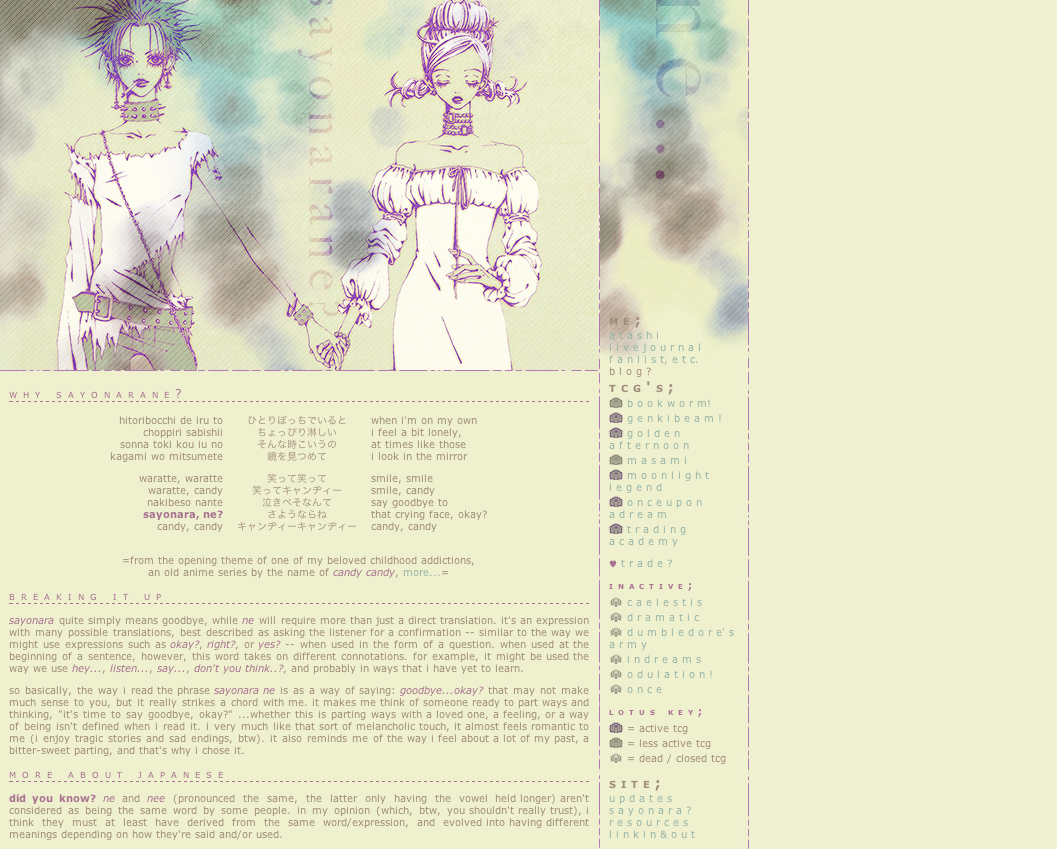 sayonarane?
ne...
WHY SAYONARANE?
hitoribocchi de iru to ひとりぼっちでいると when i'm on my own
choppiri sabishii ちょっぴり淋しい i feel a bit lonely,
sonna toki kou iu no そんな時こういうの at times like those
kagami wo mitsumete 鏡を見つめて i look in the mirror
waratte, waratte 笑って笑って smile, smile
waratte, candy 笑ってキャンディー smile, candy
nakibeso nante 泣きべそなんて say goodbye to
sayonara, ne? さようならね that crying face, okay?
candy, candy キャンディーキャンディー candy, candy
=from the opening theme of one of my beloved childhood addictions,
an old anime series by the name of candy candy, more...=
BREAKING IT UP
sayonara quite simply means goodbye, while ne will require more than just a direct translation. it's an expression
with many possible translations, best described as asking the listener for a confirmation -- similar to the way we
might use expressions such as okay?, right?, or yes? -- when used in the form of a question. when used at the
beginning of a sentence, however, this word takes on different connotations. for example, it might be used the
way we use hey..., listen..., say..., don't you think..?, and probably in ways that i have yet to learn.
so basically, the way i read the phrase sayonara ne is as a way of saying: goodbye...okay? that may not make
much sense to you, but it really strikes a chord with me. it makes me think of someone ready to part ways and
thinking, "it's time to say goodbye, okay?" ...whether this is parting ways with a loved one, a feeling, or a way
of being isn't defined when i read it. i very much like that sort of melancholic touch, it almost feels romantic to
me (i enjoy tragic stories and sad endings, btw). it also reminds me of the way i feel about a lot of my past, a
bitter-sweet parting, and that's why i chose it.
MORE ABOUT JAPANESE
did you know? ne and nee (pronounced the same, the latter only having the vowel held longer) aren't
considered as being the same word by some people. in my opinion (which, btw, you shouldn't really trust), i
think they must at least have derived from the same word/expression, and evolved into having different
meanings depending on how they're said and/or used.
ME;
atashi
livejournal
fanlist, etc.
blog?
TCG'S;
bookworm!
genkibeam!
golden
afternoon
masami
moonlight
legend
onceupon
adream
trading
academy
♥ trade?
INACTIVE;
caelestis
dramatic
dumbledore's
army
indreams
odulation!
once
LOTUS KEY;
= active tcg
= less active tcg
= dead / closed tcg
SITE;
updates
sayonara?
resources
linkin&out